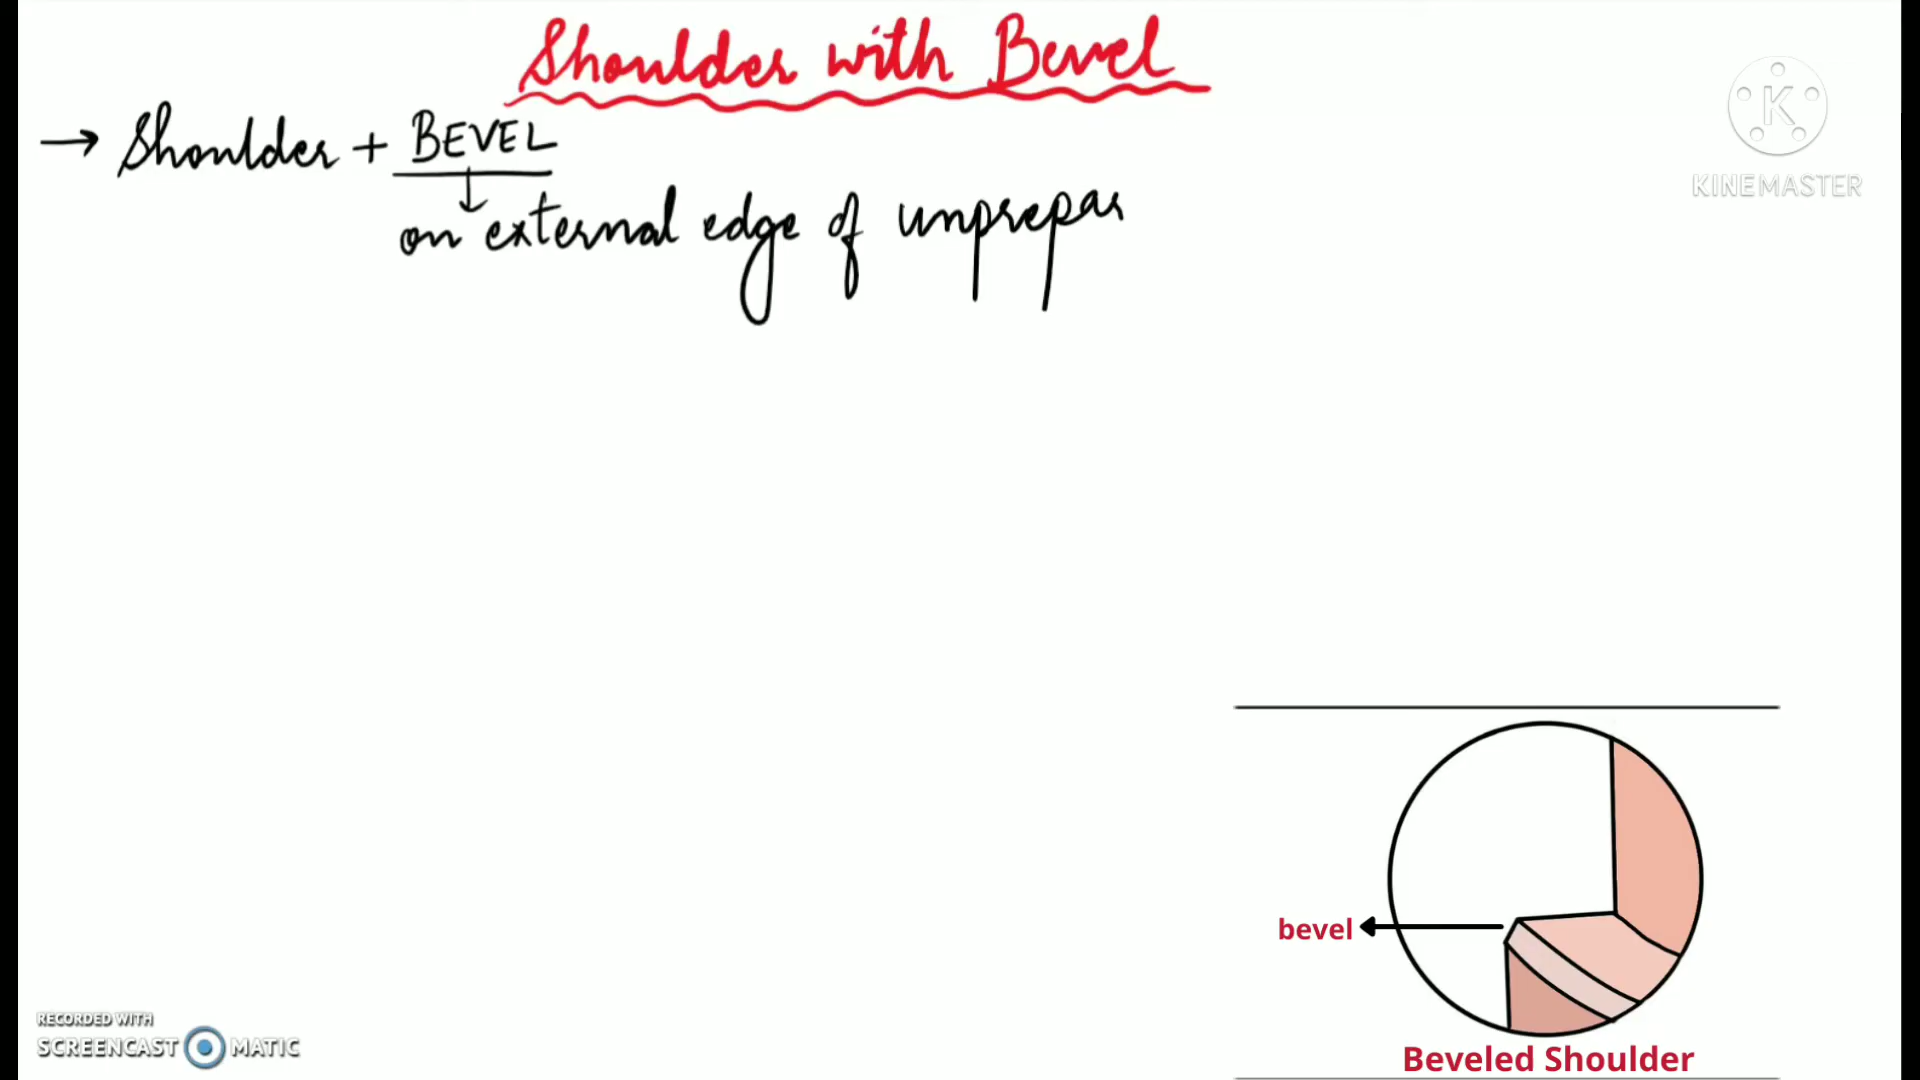 Shoulder with Bevel
→ Shoulder + BEVEL
on external edge of unprepar
K
KINEMASTER
bevel
Beveled Shoulder
RECORDED WITH
SCREENCAST MATIC